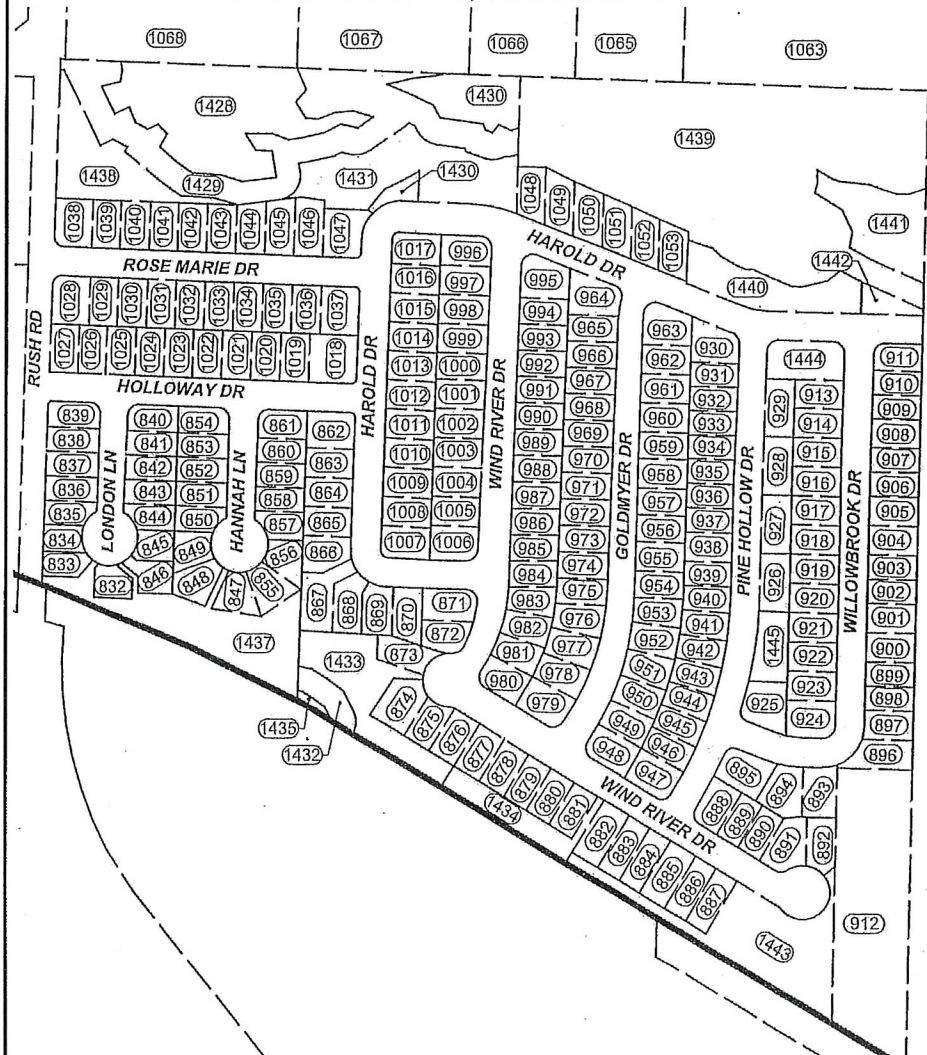 1068 1067 1066 1065 1063
1428 1430 1439
1438 1429 1431 1430 1441
1038 1039 1040 1041 1042 1043 1044 1045 1046 1047
1048 1049 1050 1051 1052 1053
1442
1440
HAROLD DR
ROSE MARIE DR
1028 1029 1030 1031 1032 1033 1034 1035 1036 1037
1027 1026 1025 1024 1023 1022 1021 1020 1019 1018
RUSH RD
HOLLOWAY DR
839 838 837 836 835 834 833 832
LONDON LN
840 841 842 843 844 845 846
854 853 852 851 850 849 848 847
HANNAH LN
861 860 859 858 857 856 855
862 863 864 865 866
867 868 869 870 871 872 873
HAROLD DR
1017 1016 1015 1014 1013 1012 1011 1010 1009 1008 1007
996 997 998 999 1000 1001 1002 1003 1004 1005 1006
WIND RIVER DR
995 994 993 992 991 990 989 988 987 986 985 984 983 982 981 980
964 965 966 967 968 969 970 971 972 973 974 975 976 977 978 979
GOLDMYER DR
963 962 961 960 959 958 957 956 955 954 953 952 951 950 949 948
930 931 932 933 934 935 936 937 938 939 940 941 942 943 944 945 946 947
PINE HOLLOW DR
1444
929 928 927 926 1445 925
913 914 915 916 917 918 919 920 921 922 923 924
WILLOWBROOK DR
911 910 909 908 907 906 905 904 903 902 901 900 899 898 897 896
1437 1433
1435 1432
874 875 876 877 878 879 880 881
1434
WIND RIVER DR
882 883 884 885 886 887
895 894 893
888 889 890 891 892
1443 912